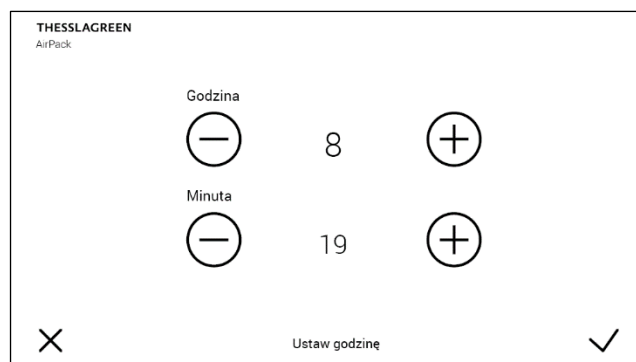 THESSLAGREEN
AirPack
Godzina
8
Minuta
19
Ustaw godzinę